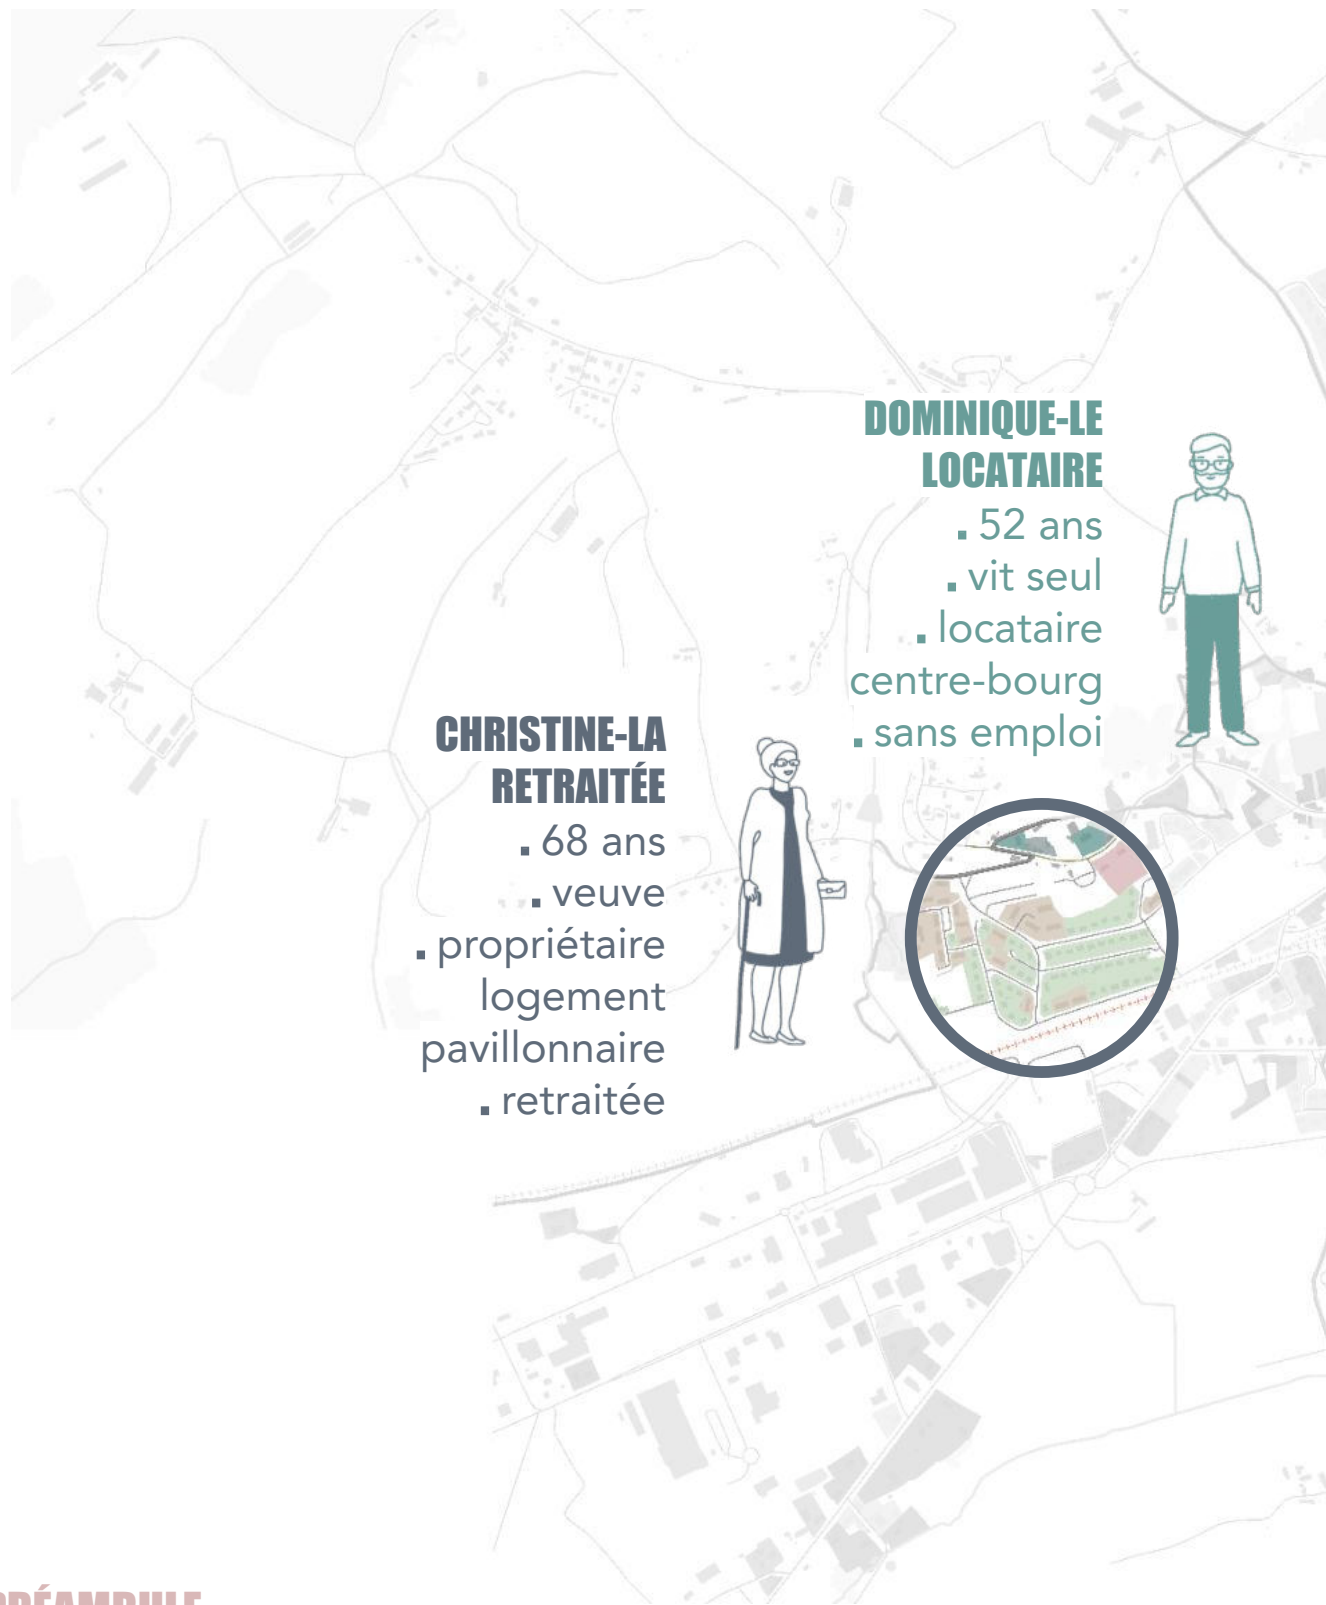 DOMINIQUE-LE
LOCATAIRE
. 52 ans
. vit seul
. locataire
centre-bourg
. sans emploi
CHRISTINE-LA
RETRAITÉE
. 68 ans
. veuve
. propriétaire
logement
pavillonnaire
. retraitée
PRÉAMBULE